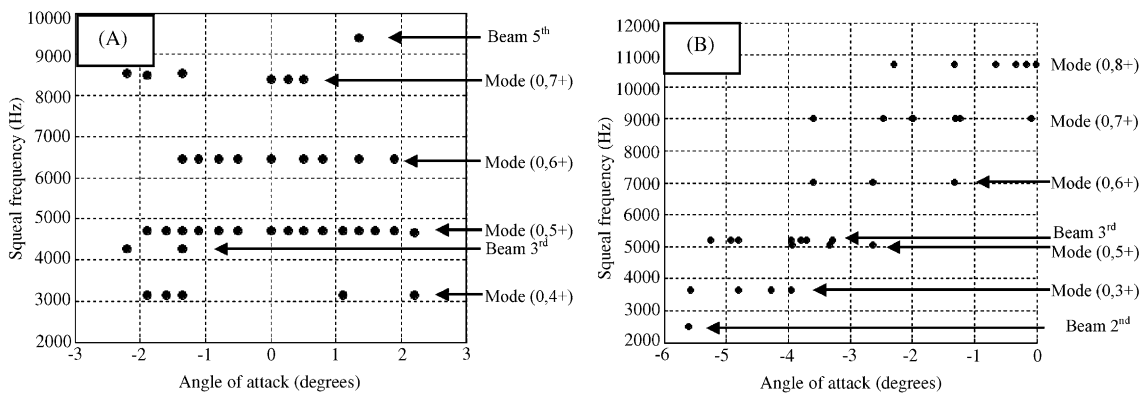 (A)
Squeal frequency (Hz)
10000
9000
8000
7000
6000
5000
4000
3000
2000
-3 -2 -1 0 1 2 3
Angle of attack (degrees)
Beam 5th
Mode (0,7+)
Mode (0,6+)
Mode (0,5+)
Beam 3rd
Mode (0,4+)
(B)
Squeal frequency (Hz)
12000
11000
10000
9000
8000
7000
6000
5000
4000
3000
2000
-6 -5 -4 -3 -2 -1 0
Angle of attack (degrees)
Mode (0,8+)
Mode (0,7+)
Mode (0,6+)
Beam 3rd
Mode (0,5+)
Mode (0,3+)
Beam 2nd